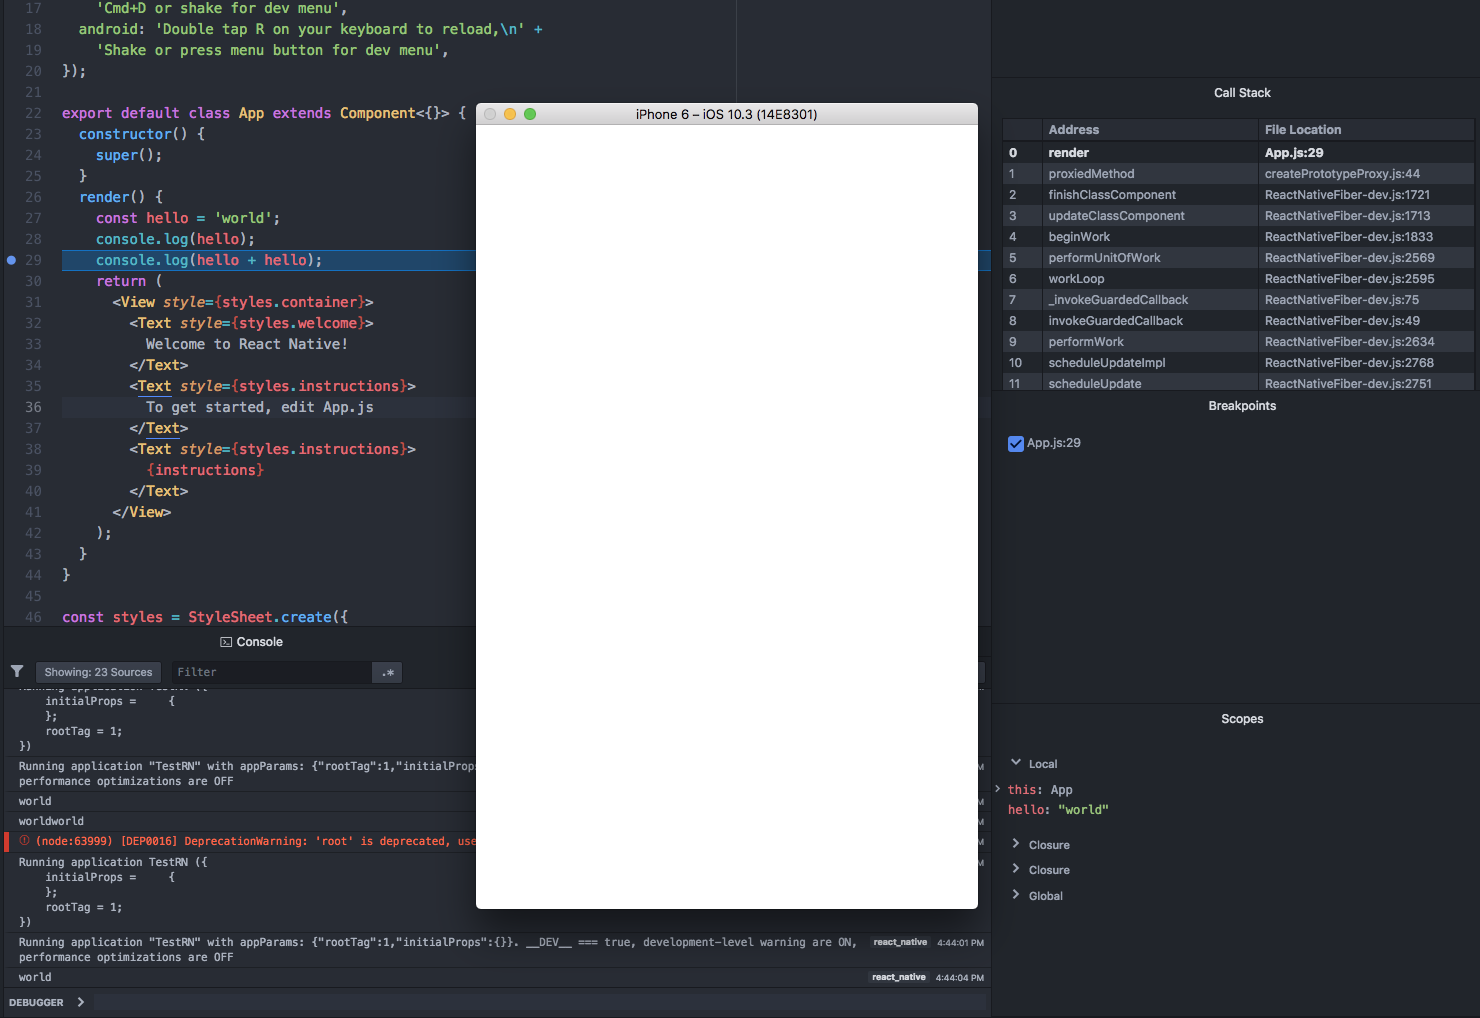 17 'Cmd+D or shake for dev menu',
18 android: 'Double tap R on your keyboard to reload,\n' +
19 'Shake or press menu button for dev menu',
20 });
21
22 export default class App extends Component<{}> {
23 constructor() {
24 super();
25 }
26 render() {
27 const hello = 'world';
28 console.log(hello);
29 console.log(hello + hello);
30 return (
31 <View style={styles.container}>
32 <Text style={styles.welcome}>
33 Welcome to React Native!
34 </Text>
35 <Text style={styles.instructions}>
36 To get started, edit App.js
37 </Text>
38 <Text style={styles.instructions}>
39 {instructions}
40 </Text>
41 </View>
42 );
43 }
44 }
45
46 const styles = StyleSheet.create({
iPhone 6 – iOS 10.3 (14E8301)
Console
Showing: 23 Sources Filter .*
initialProps = {
};
rootTag = 1;
})
Running application "TestRN" with appParams: {"rootTag":1,"initialProps
performance optimizations are OFF
world
worldworld
(node:63999) [DEP0016] DeprecationWarning: 'root' is deprecated, use
Running application TestRN ({
initialProps = {
};
rootTag = 1;
})
Running application "TestRN" with appParams: {"rootTag":1,"initialProps":{}}. __DEV__ === true, development-level warning are ON, react_native 4:44:01 PM
performance optimizations are OFF
world react_native 4:44:04 PM
DEBUGGER
Call Stack
Address File Location
0 render App.js:29
1 proxiedMethod createPrototypeProxy.js:44
2 finishClassComponent ReactNativeFiber-dev.js:1721
3 updateClassComponent ReactNativeFiber-dev.js:1713
4 beginWork ReactNativeFiber-dev.js:1833
5 performUnitOfWork ReactNativeFiber-dev.js:2569
6 workLoop ReactNativeFiber-dev.js:2595
7 _invokeGuardedCallback ReactNativeFiber-dev.js:75
8 invokeGuardedCallback ReactNativeFiber-dev.js:49
9 performWork ReactNativeFiber-dev.js:2634
10 scheduleUpdateImpl ReactNativeFiber-dev.js:2768
11 scheduleUpdate ReactNativeFiber-dev.js:2751
Breakpoints
App.js:29
Scopes
Local
this: App
hello: "world"
Closure
Closure
Global